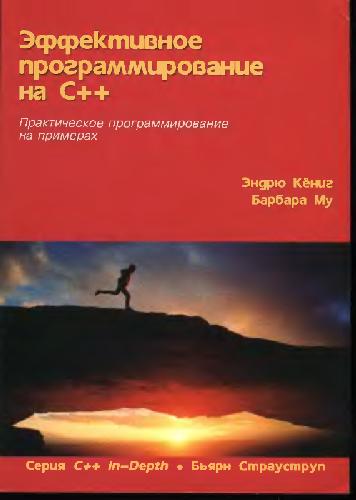 Эффективное
программирование
на C++
Практическое программирование
на примерах
Эндрю Кёниг
Барбара Му
Серия C++ In-Depth • Бьярн Страуструп